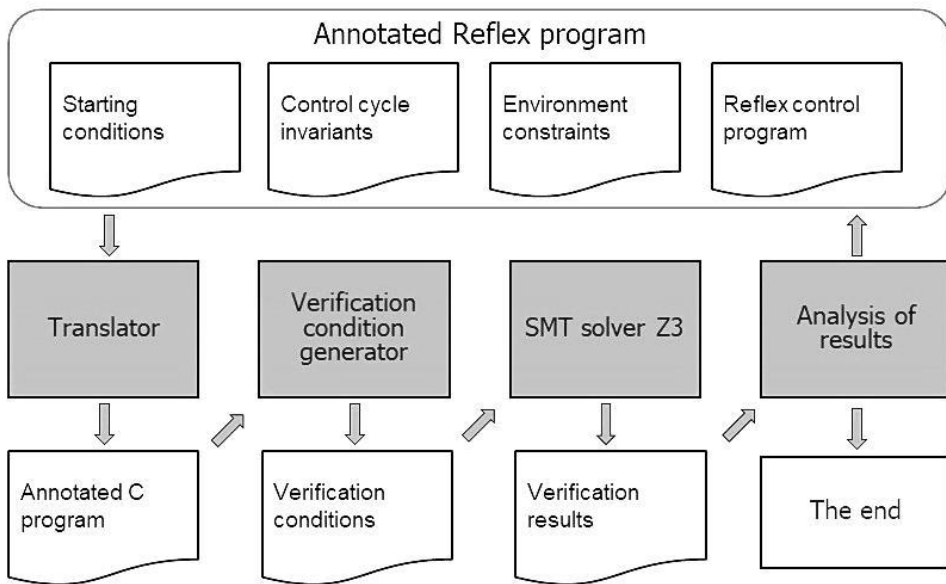 Annotated Reflex program
Starting
conditions
Control cycle
invariants
Environment
constraints
Reflex control
program
Translator
Verification
condition
generator
SMT solver Z3
Analysis of
results
Annotated C
program
Verification
conditions
Verification
results
The end